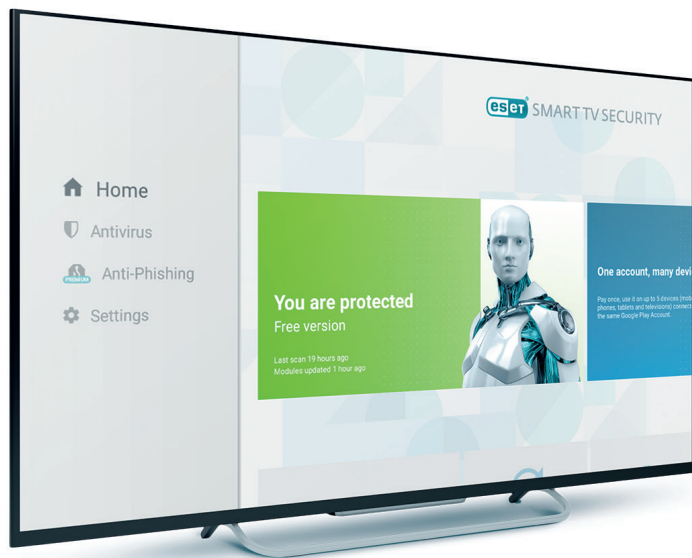 eset SMART TV SECURITY
Home
Antivirus
PREMIUM
Anti-Phishing
Settings
You are protected
Free version
Last scan 19 hours ago
Modules updated 1 hour ago
One account, many devi
Pay once, use it on up to 5 devices (mobi
phones, tablets and televisions) connect
the same Google Play Account.